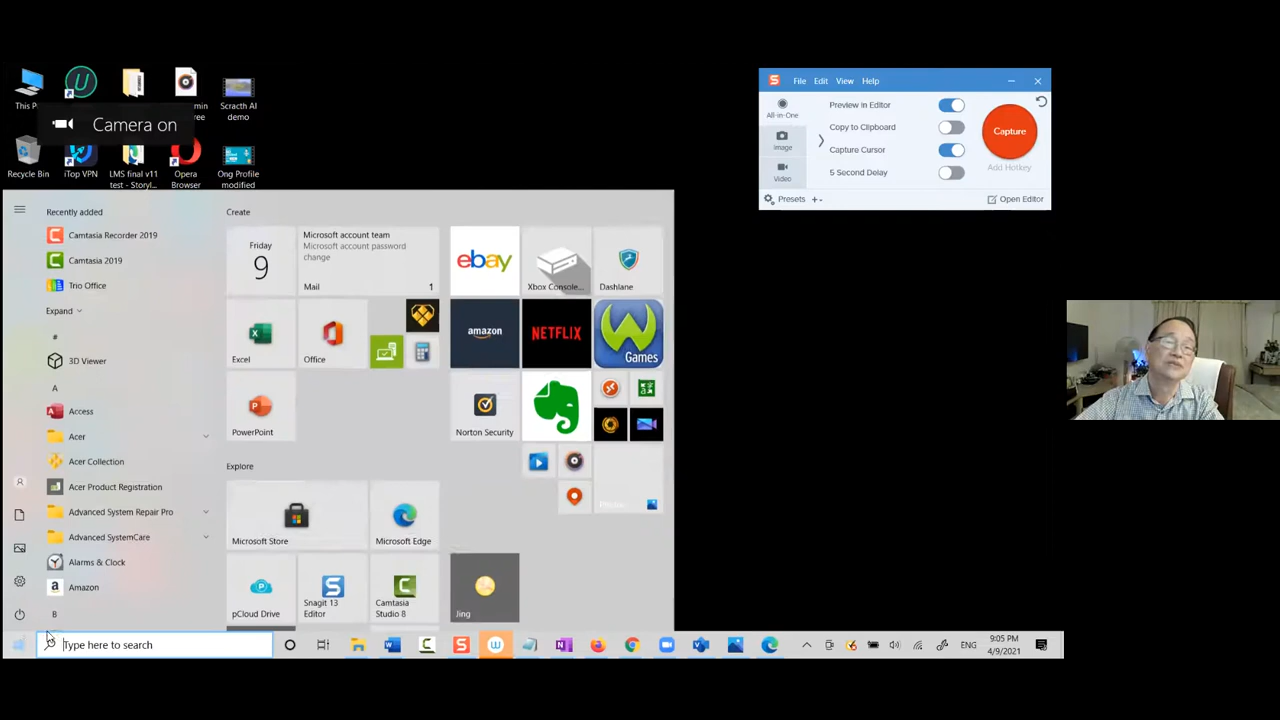 This P
min
ree
Scracth AI
demo
Camera on
Recycle Bin
iTop VPN
LMS final v11
test - Storyl...
Opera
Browser
Ong Profile
modified
File Edit View Help
All-in-One
Image
Video
Preview in Editor
Copy to Clipboard
Capture Cursor
5 Second Delay
Capture
Add Hotkey
Presets +
Open Editor
Recently added
Camtasia Recorder 2019
Camtasia 2019
Trio Office
Expand
#
3D Viewer
A
Access
Acer
Acer Collection
Acer Product Registration
Advanced System Repair Pro
Advanced SystemCare
Alarms & Clock
Amazon
B
Create
Friday
9
Microsoft account team
Microsoft account password
change
Mail 1
ebay
Xbox Console...
Dashlane
Excel
Office
amazon
NETFLIX
Games
PowerPoint
Norton Security
Explore
Microsoft Store
Microsoft Edge
pCloud Drive
Snagit 13
Editor
Camtasia
Studio 8
Jing
Type here to search
ENG
9:05 PM
4/9/2021